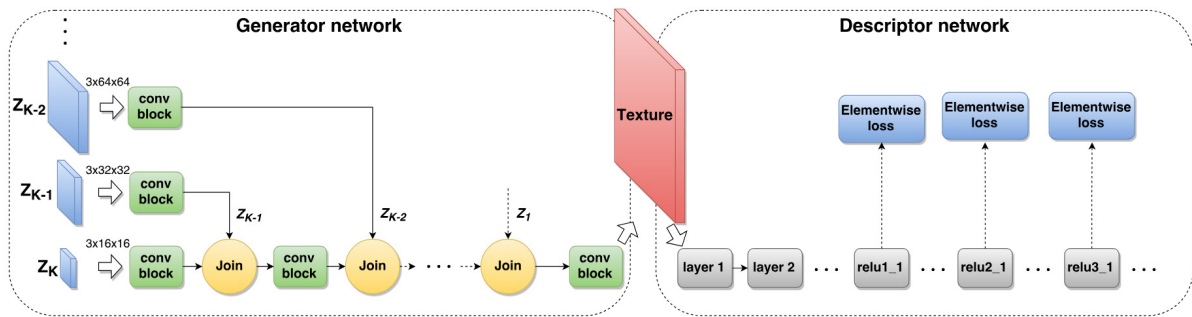 Generator network
Descriptor network
Z_{K-2}
3x64x64
conv
block
Z_{K-1}
3x32x32
conv
block
z_{K-1}
z_{K-2}
z_1
Z_K
3x16x16
conv
block
Join
conv
block
Join
. . .
Join
conv
block
Texture
Elementwise
loss
Elementwise
loss
Elementwise
loss
layer 1
layer 2
. . .
relu1_1
. . .
relu2_1
. . .
relu3_1
. . .